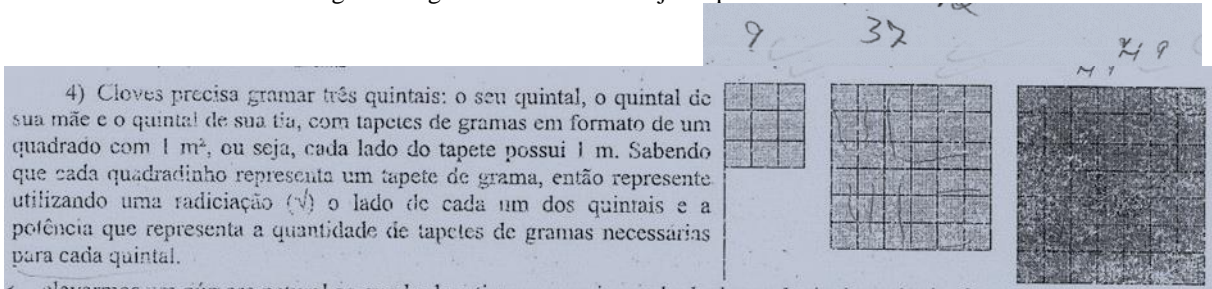 9 37
4) Cloves precisa gramar três quintais: o seu quintal, o quintal de
sua mãe e o quintal de sua tia, com tapetes de gramas em formato de um
quadrado com 1 m², ou seja, cada lado do tapete possui 1 m. Sabendo
que cada quadradinho representa um tapete de grama, então represente
utilizando uma radiciação (√) o lado de cada um dos quintais e a
potência que representa a quantidade de tapetes de gramas necessárias
para cada quintal.